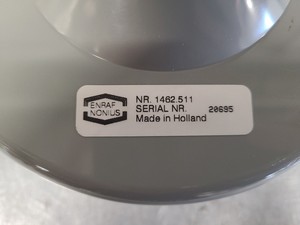 ENRAF
NONIUS
NR. 1462.511
SERIAL NR. 20695
Made in Holland